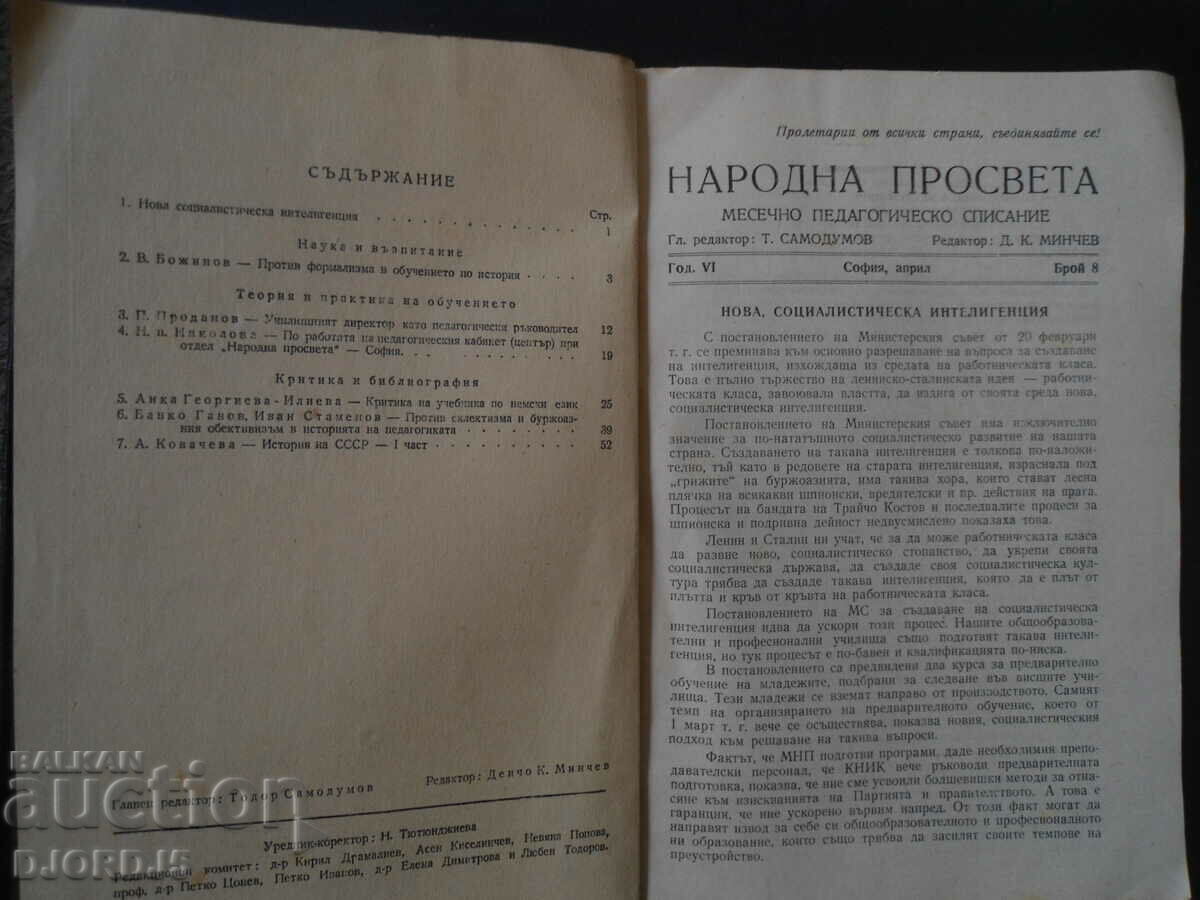 СЪДЪРЖАНИЕ
Стр.
1. Нова социалистическа интелигенция . . . . . . . . . . . . . 1
Наука и възпитание
2. В. Божинов — Против формализма в обучението по история . . . . 3
Теория и практика на обучението
3. Г. Проданов — Училищният директор като педагогически ръководител 12
4. Н. п. Николова — По работата на педагогическия кабинет (център) при
отдел „Народна просвета“ — София. . . . . . . . . . . 19
Критика и библиография
5. Анка Георгиева-Илиева — Критика на учебника по немски език 25
6. Банко Ганов, Иван Стаменов — Против еклектизма и буржоаз-
ния обективизъм в историята на педагогиката . . . . . . . . 39
7. А. Ковачева — История на СССР — I част . . . . . . . . . . 52
Главен редактор: Тодор Самодумов Редактор: Денчо К. Минчев
Уредник-коректор: Н. Тютюнджиева
Редакционен комитет: д-р Кирил Драмалиев, Асен Киселинчев, Невяна Попова,
проф. д-р Петко Цонев, Петко Иванов, д-р Елена Димитрова и Любен Тодоров.
Пролетарии от всички страни, съединявайте се!
НАРОДНА ПРОСВЕТА
МЕСЕЧНО ПЕДАГОГИЧЕСКО СПИСАНИЕ
Гл. редактор: Т. САМОДУМОВ Редактор: Д. К. МИНЧЕВ
Год. VI София, април Брой 8
НОВА, СОЦИАЛИСТИЧЕСКА ИНТЕЛИГЕНЦИЯ
С постановлението на Министерския съвет от 20 февруари
т. г. се преминава към основно разрешаване на въпроса за създаване
на интелигенция, изхождаща из средата на работническата класа.
Това е пълно тържество на ленинско-сталинската идея — работни-
ческата класа, завоювала властта, да издига от своята среда нова,
социалистическа интелигенция.
Постановлението на Министерския съвет има изключително
значение за по-нататъшното социалистическо развитие на нашата
страна. Създаването на такава интелигенция е толкова по-наложи-
телно, тъй като в редовете на старата интелигенция, израснала под
„грижите“ на буржоазията, има такива хора, които стават лесна
плячка на всикакви шпионски, вредителски и пр. действия на врага.
Процесът на бандата на Трайчо Костов и последвалите процеси за
шпионска и подривна дейност недвусмислено показаха това.
Ленин и Сталин ни учат, че за да може работническата класа
да развие ново, социалистическо стопанство, да укрепи своята
социалистическа държава, да създаде своя социалистическа кул-
тура трябва да създаде такава интелигенция, която да е плът от
плътта и кръв от кръвта на работническата класа.
Постановлението на МС за създаване на социалистическа
интелигенция идва да ускори този процес. Нашите общообразова-
телни и професионални училища също подготвят такава интели-
генция, но тук процесът е по-бавен и квалификацията по-ниска.
В постановлението са предвидени два курса за предварително
обучение на младежите, подбрани за следване във висшите учи-
лища. Тези младежи се вземат направо от производството. Самият
темп на организирането на предварителното обучение, което от
1 март т. г. вече се осъществява, показва новия, социалистическия
подход към решаване на такива въпроси.
Фактът, че МНП подготви програми, даде необходимия препо-
давателски персонал, че КНИК вече ръководи предварителната
подготовка, показва, че ние сме усвоили болшевишки методи за отна-
сяне към изискванията на Партията и правителството. А това е
гаранции, че ние ускорено вървим напред. От този факт могат да
направят извод за себе си общообразователното и професионалното
ни образование, които също трябва да засилят своите темпове на
преустройство.
BALKAN
auction
DJORD.15